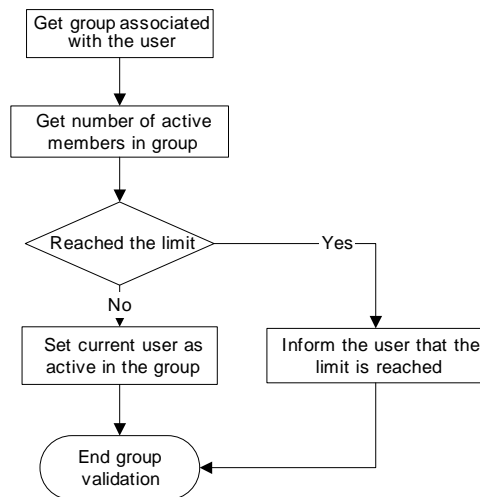 Get group associated
with the user
Get number of active
members in group
Reached the limit
Yes
No
Set current user as
active in the group
Inform the user that the
limit is reached
End group
validation